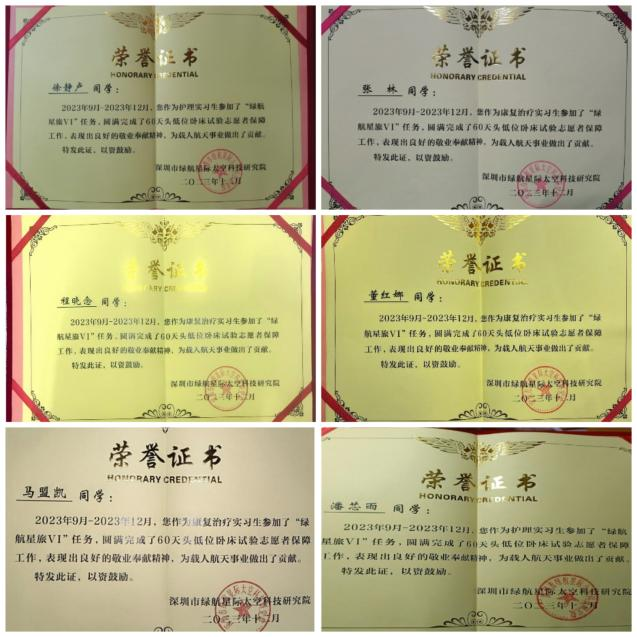 荣誉证书
HONORARY CREDENTIAL
徐静卢 同学：
2023年9月-2023年12月，您作为护理实习生参加了“绿航
星旅VI”任务，圆满完成了60天头低位卧床试验志愿者保障
工作，表现出良好的敬业奉献精神，为载人航天事业做出了贡献。
特发此证，以资鼓励。
深圳市绿航星际太空科技研究院
二〇二三年十二月
荣誉证书
HONORARY CREDENTIAL
张 林 同学：
2023年9月-2023年12月，您作为康复治疗实习生参加了“绿航
星旅VI”任务，圆满完成了60天头低位卧床试验志愿者保障
工作，表现出良好的敬业奉献精神，为载人航天事业做出了贡献。
特发此证，以资鼓励。
深圳市绿航星际太空科技研究院
二〇二三年十二月
荣誉证书
HONORARY CREDENTIAL
程晓念 同学：
2023年9月-2023年12月，您作为康复治疗实习生参加了“绿
航星旅VI”任务，圆满完成了60天头低位卧床试验志愿者保障
工作，表现出良好的敬业奉献精神，为载人航天事业做出了贡献。
特发此证，以资鼓励。
深圳市绿航星际太空科技研究院
二〇二三年十二月
荣誉证书
HONORARY CREDENTIAL
董红娜 同学：
2023年9月-2023年12月，您作为康复治疗实习生参加了“绿
航星旅VI”任务，圆满完成了60天头低位卧床试验志愿者保障
工作，表现出良好的敬业奉献精神，为载人航天事业做出了贡献。
特发此证，以资鼓励。
深圳市绿航星际太空科技研究院
二〇二三年十二月
荣誉证书
HONORARY CREDENTIAL
马盟凯 同学：
2023年9月-2023年12月，您作为康复治疗实习生参加了“绿
航星旅VI”任务，圆满完成了60天头低位卧床试验志愿者保障
工作，表现出良好的敬业奉献精神，为载人航天事业做出了贡献。
特发此证，以资鼓励。
深圳市绿航星际太空科技研究院
二〇二三年十二月
荣誉证书
HONORARY CREDENTIAL
潘芯雨 同学：
2023年9月-2023年12月，您作为护理实习生参加了“绿航
星旅VI”任务，圆满完成了60天头低位卧床试验志愿者保障
工作，表现出良好的敬业奉献精神，为载人航天事业做出了贡献。
特发此证，以资鼓励。
深圳市绿航星际太空科技研究院
二〇二三年十二月